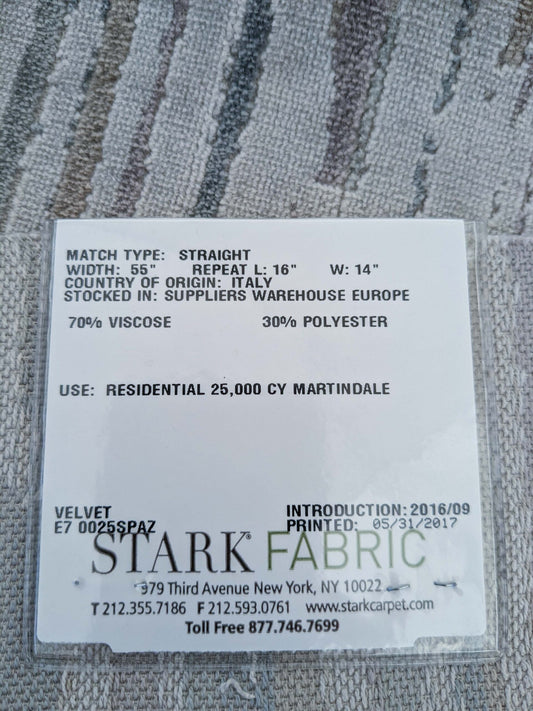 MATCH TYPE: STRAIGHT
WIDTH: 55" REPEAT L: 16" W: 14"
COUNTRY OF ORIGIN: ITALY
STOCKED IN: SUPPLIERS WAREHOUSE EUROPE
70% VISCOSE 30% POLYESTER
USE: RESIDENTIAL 25,000 CY MARTINDALE
VELVET INTRODUCTION: 2016/09
E7 0025SPAZ PRINTED: 05/31/2017
STARK® FABRIC
979 Third Avenue New York, NY 10022
T 212.355.7186 F 212.593.0761 www.starkcarpet.com
Toll Free 877.746.7699